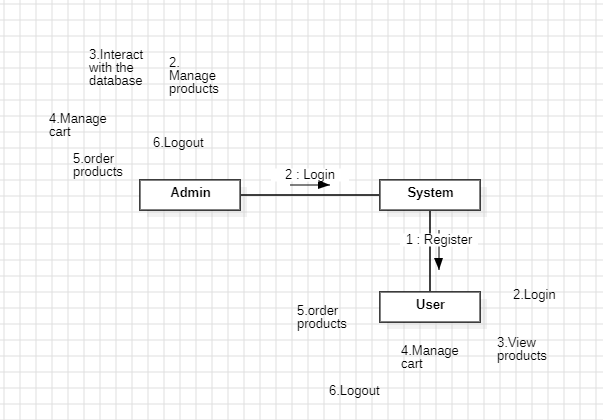 3.Interact
with the
database
2.
Manage
products
4.Manage
cart
6.Logout
5.order
products
2 : Login
Admin
System
1 : Register
2.Login
User
5.order
products
3.View
products
4.Manage
cart
6.Logout